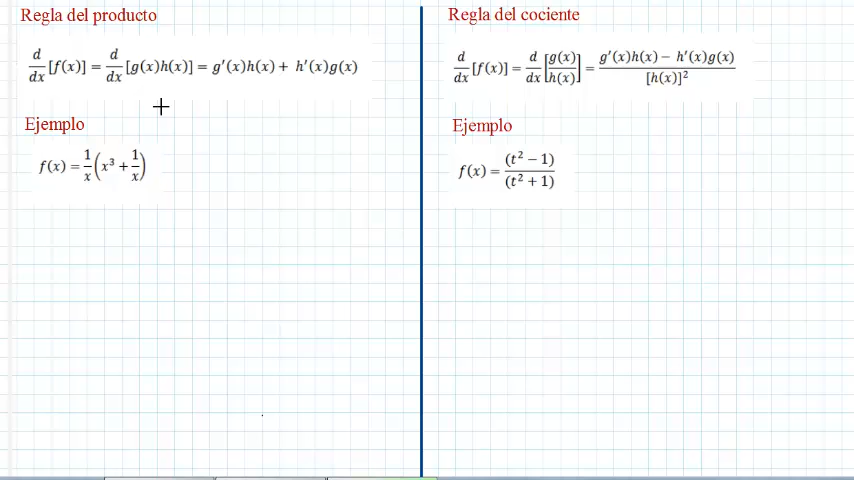 Regla del producto
d/dx [f(x)] = d/dx [g(x)h(x)] = g′(x)h(x) + h′(x)g(x)
Ejemplo
f(x) = 1/x (x³ + 1/x)
Regla del cociente
d/dx [f(x)] = d/dx [g(x)/h(x)] = (g′(x)h(x) − h′(x)g(x))/[h(x)]²
Ejemplo
f(x) = (t² − 1)/(t² + 1)